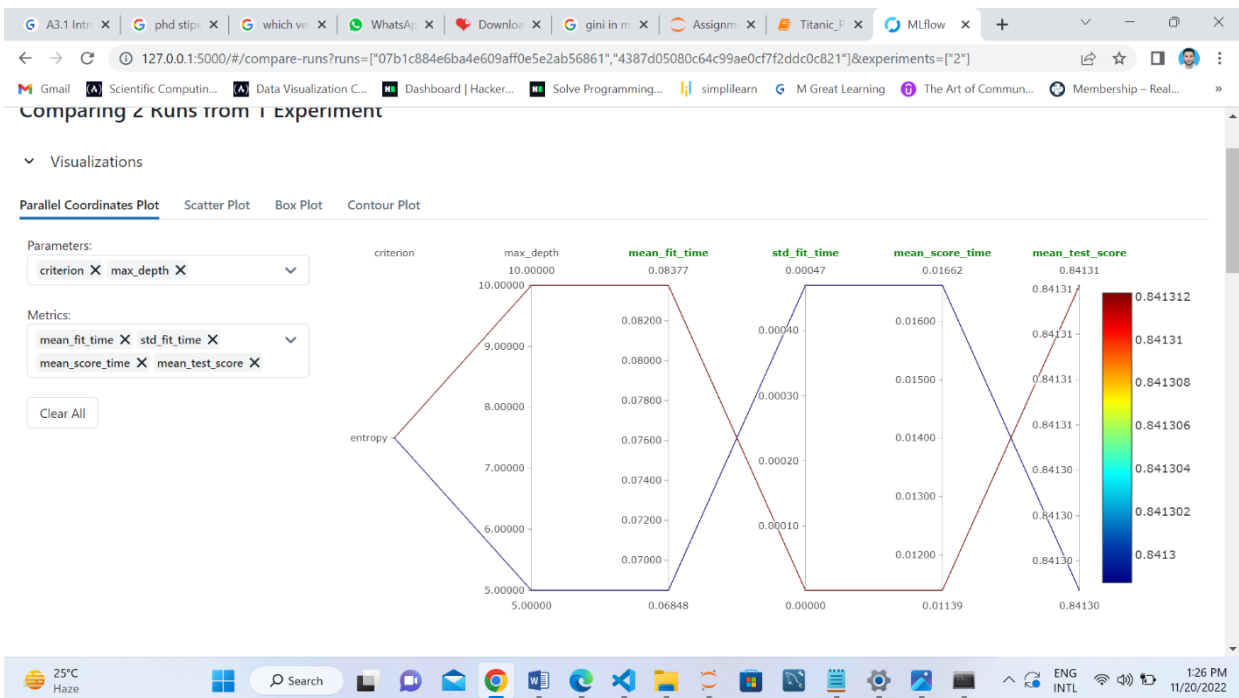 A3.1 Intr
phd stipe
which ve
WhatsAp
Downloa
gini in m
Assignm
Titanic_P
MLflow
127.0.0.1:5000/#/compare-runs?runs=["07b1c884e6ba4e609aff0e5e2ab56861","4387d05080c64c99ae0cf7f2ddc0c821"]&experiments=["2"]
Gmail
Scientific Computin...
Data Visualization C...
Dashboard | Hacker...
Solve Programming...
simplilearn
M Great Learning
The Art of Commun...
Membership – Real...
»
Comparing 2 Runs from 1 Experiment
Visualizations
Parallel Coordinates Plot Scatter Plot Box Plot Contour Plot
Parameters:
criterion max_depth
Metrics:
mean_fit_time std_fit_time
mean_score_time mean_test_score
Clear All
criterion
entropy
max_depth
10.00000
10.00000
9.00000
8.00000
7.00000
6.00000
5.00000
5.00000
mean_fit_time
0.08377
0.08200
0.08000
0.07800
0.07600
0.07400
0.07200
0.07000
0.06848
std_fit_time
0.00047
0.00040
0.00030
0.00020
0.00010
0.00000
mean_score_time
0.01662
0.01600
0.01500
0.01400
0.01300
0.01200
0.01139
mean_test_score
0.84131
0.84131
0.84131
0.84131
0.84131
0.84130
0.84130
0.84130
0.84130
0.841312
0.84131
0.841308
0.841306
0.841304
0.841302
0.8413
25°C
Haze
Search
ENG
INTL
1:26 PM
11/20/2022